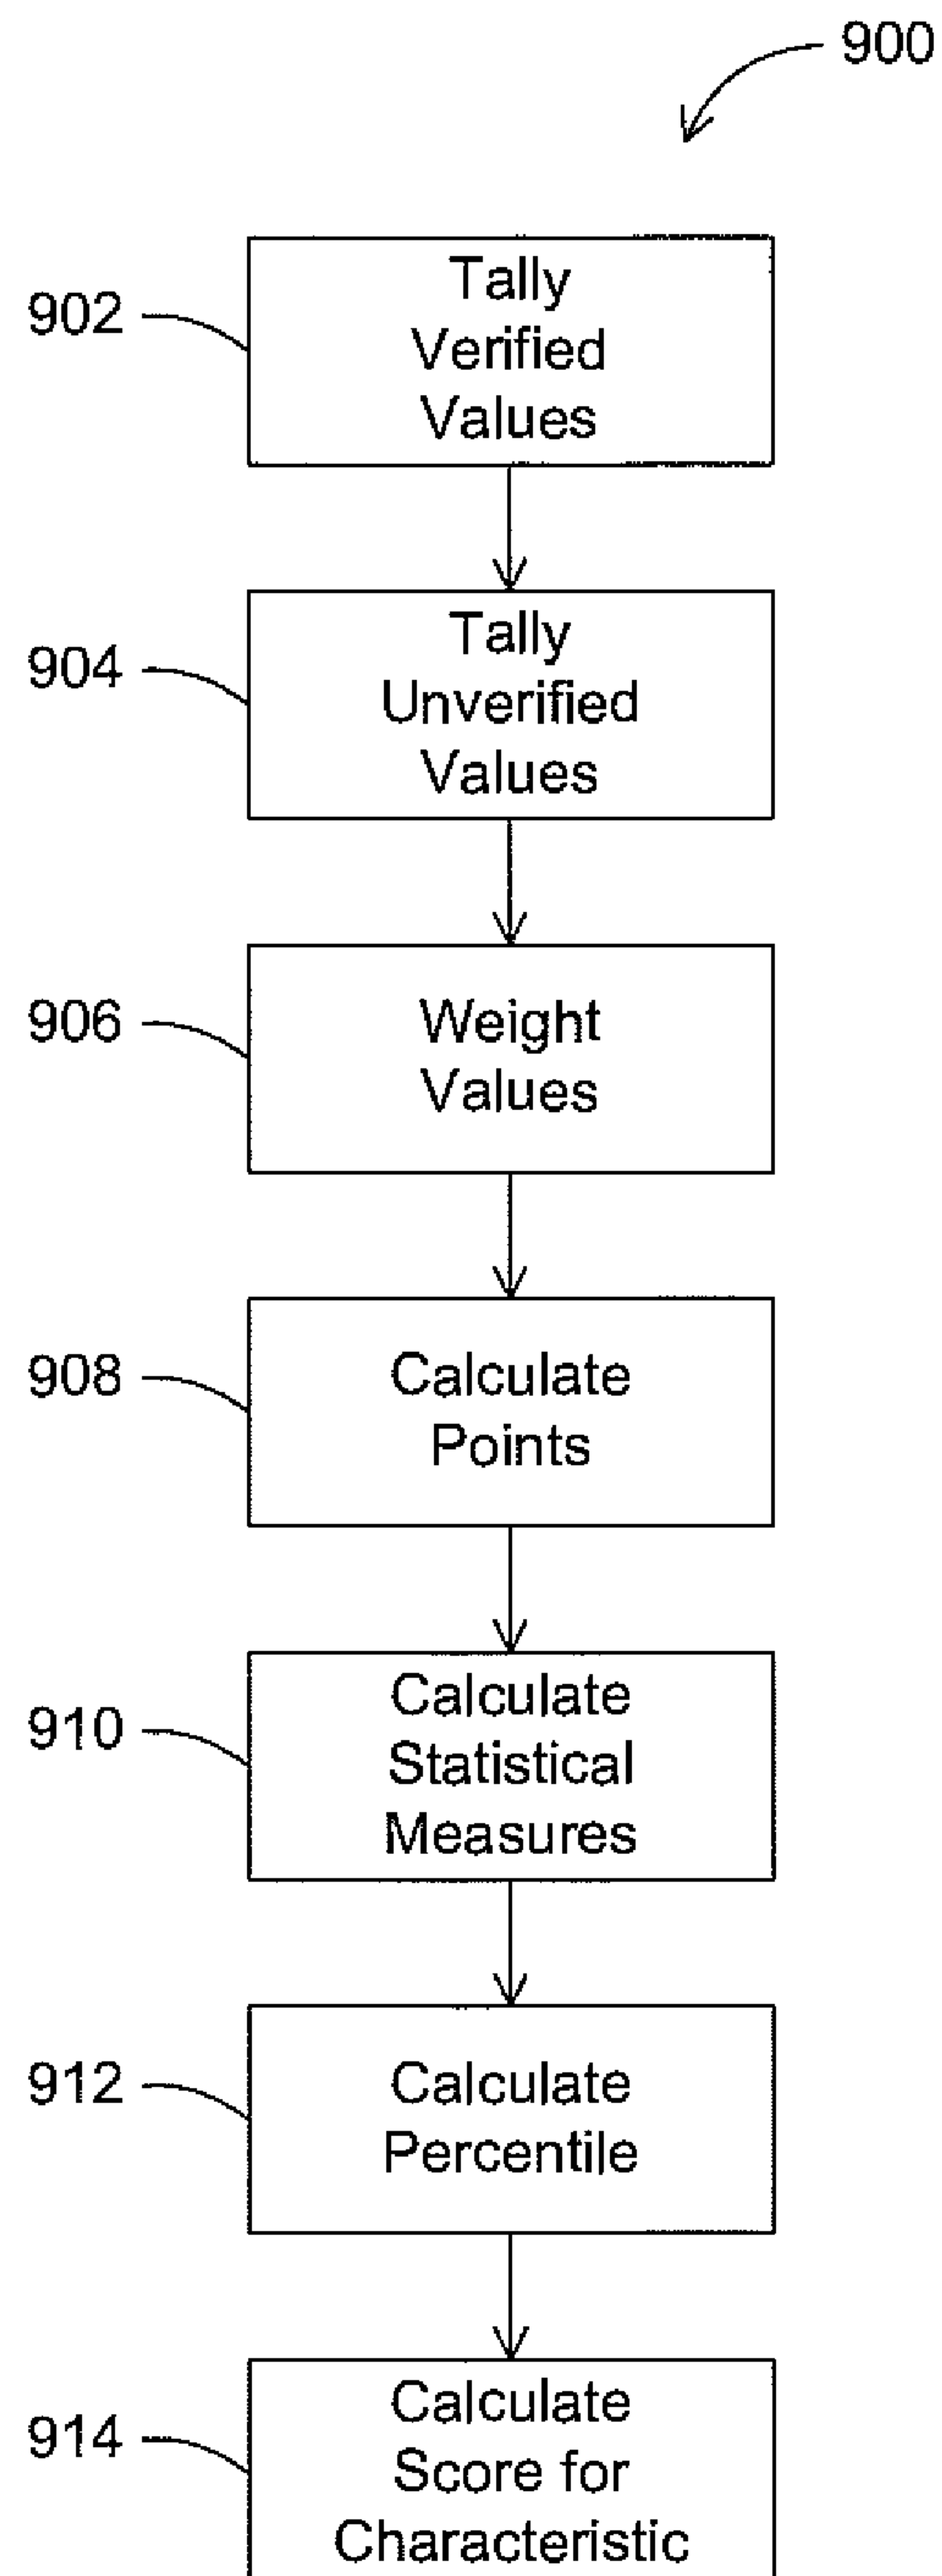 900
902
Tally
Verified
Values
904
Tally
Unverified
Values
906
Weight
Values
908
Calculate
Points
910
Calculate
Statistical
Measures
912
Calculate
Percentile
914
Calculate
Score for
Characteristic